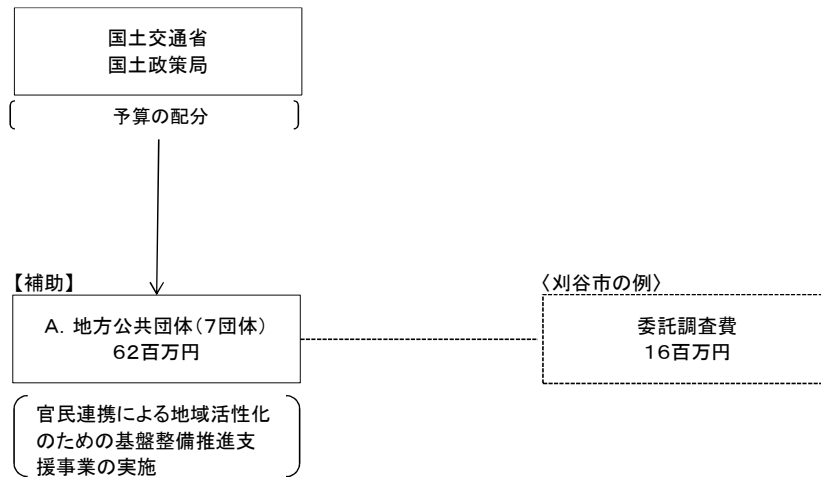 国土交通省
国土政策局
予算の配分
【補助】
A. 地方公共団体(7団体)
62百万円
〈刈谷市の例〉
委託調査費
16百万円
官民連携による地域活性化
のための基盤整備推進支
援事業の実施